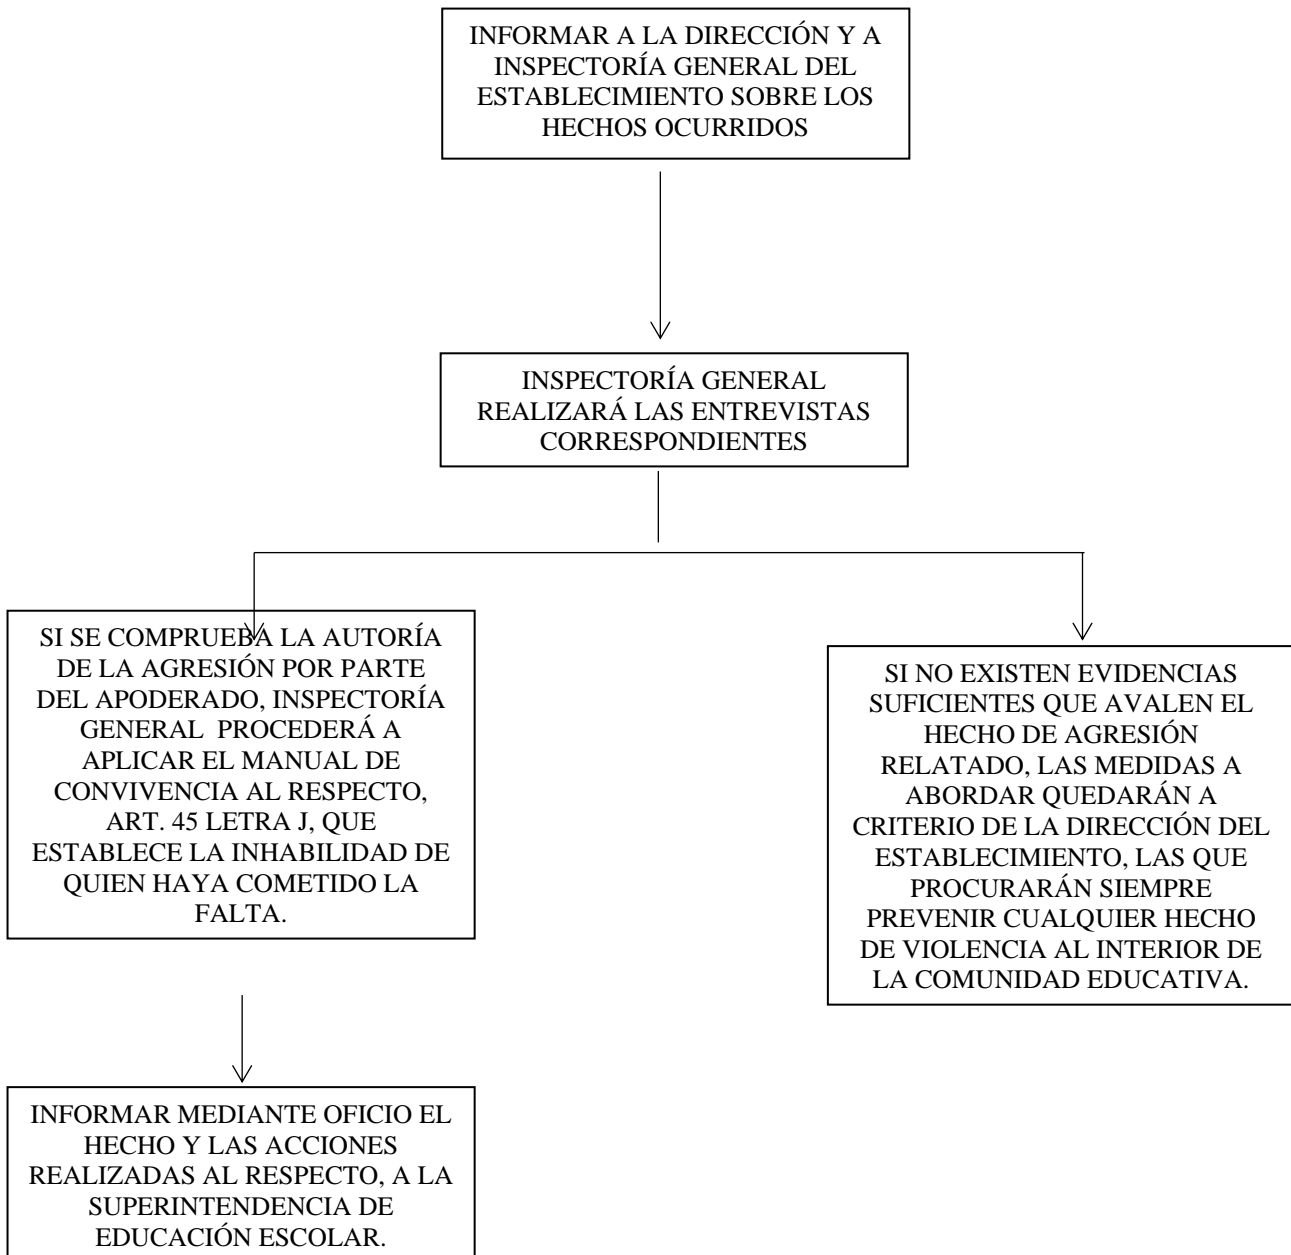 INFORMAR A LA DIRECCIÓN Y A
INSPECTORÍA GENERAL DEL
ESTABLECIMIENTO SOBRE LOS
HECHOS OCURRIDOS
INSPECTORÍA GENERAL
REALIZARÁ LAS ENTREVISTAS
CORRESPONDIENTES
SI SE COMPRUEBA LA AUTORÍA
DE LA AGRESIÓN POR PARTE
DEL APODERADO, INSPECTORÍA
GENERAL PROCEDERÁ A
APLICAR EL MANUAL DE
CONVIVENCIA AL RESPECTO,
ART. 45 LETRA J, QUE
ESTABLECE LA INHABILIDAD DE
QUIEN HAYA COMETIDO LA
FALTA.
SI NO EXISTEN EVIDENCIAS
SUFICIENTES QUE AVALEN EL
HECHO DE AGRESIÓN
RELATADO, LAS MEDIDAS A
ABORDAR QUEDARÁN A
CRITERIO DE LA DIRECCIÓN DEL
ESTABLECIMIENTO, LAS QUE
PROCURARÁN SIEMPRE
PREVENIR CUALQUIER HECHO
DE VIOLENCIA AL INTERIOR DE
LA COMUNIDAD EDUCATIVA.
INFORMAR MEDIANTE OFICIO EL
HECHO Y LAS ACCIONES
REALIZADAS AL RESPECTO, A LA
SUPERINTENDENCIA DE
EDUCACIÓN ESCOLAR.